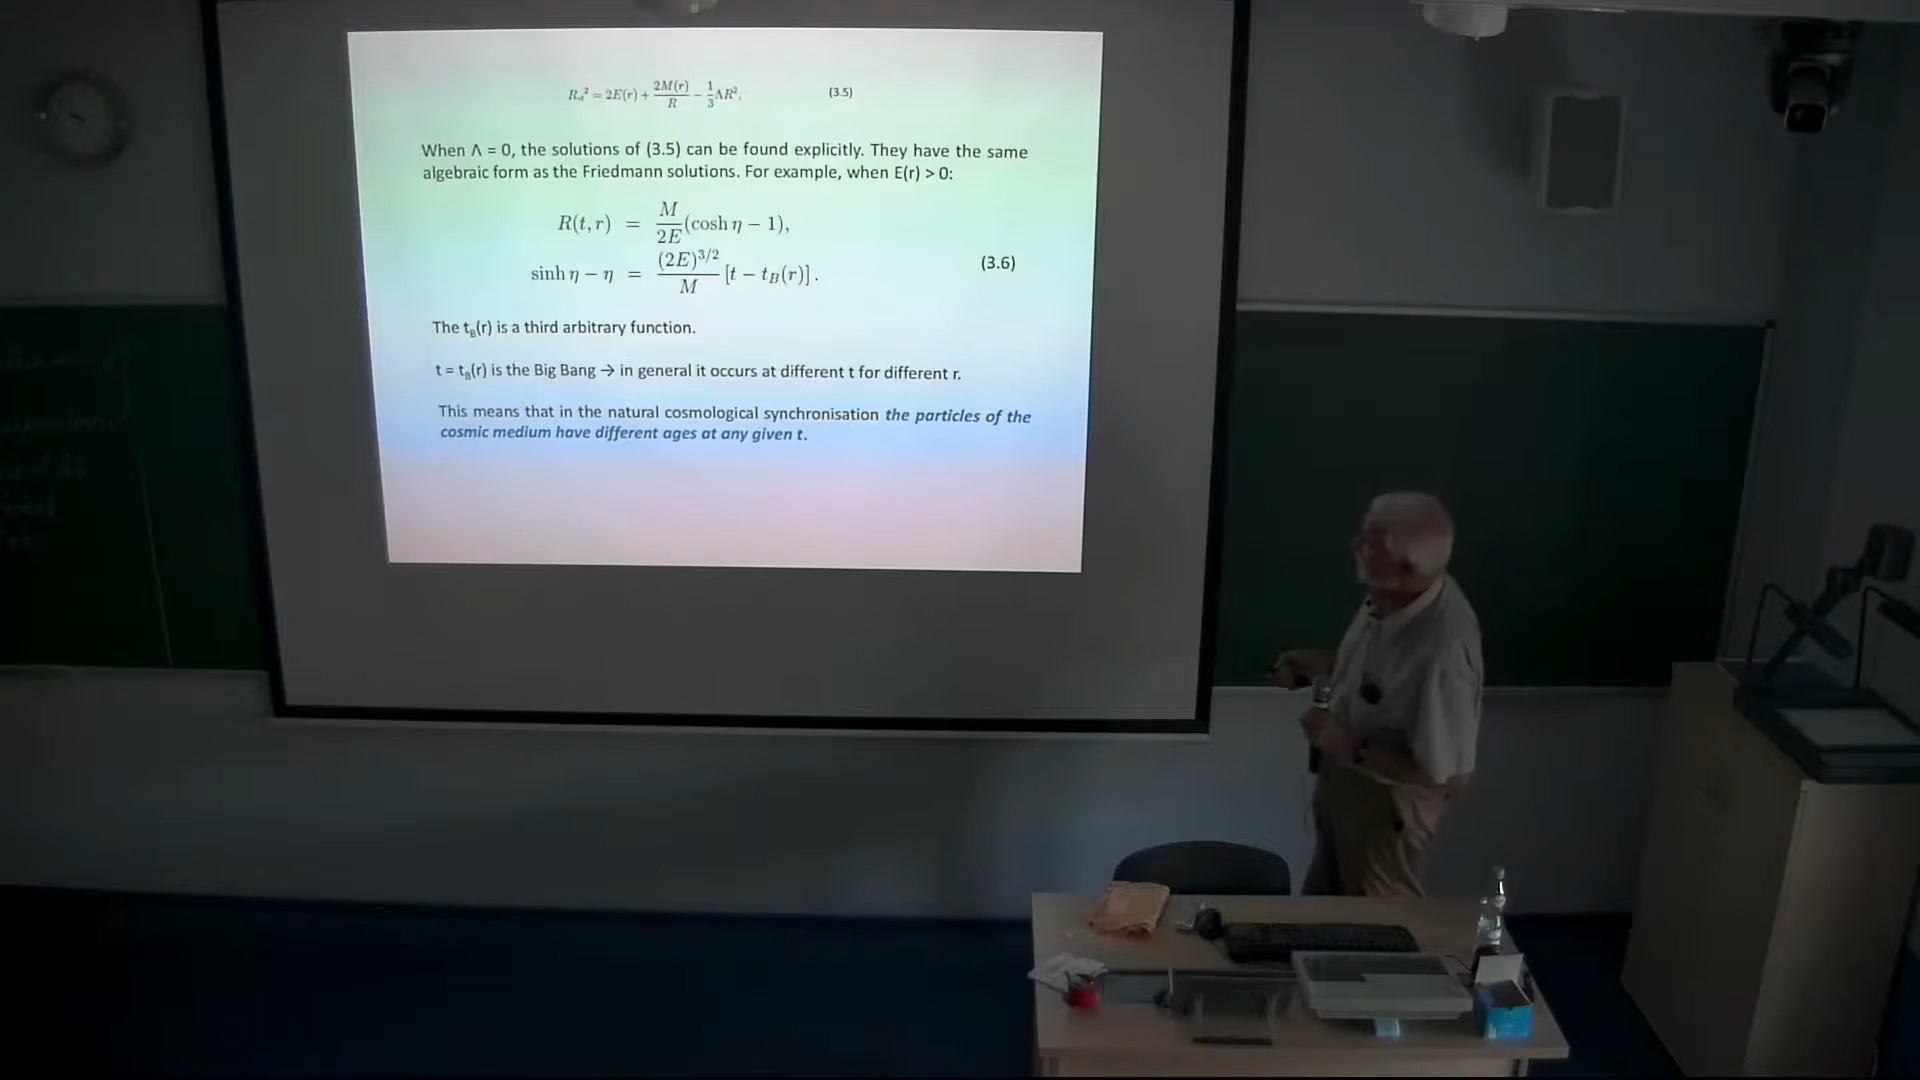 R,ₜ² = 2E(r) + 2M(r)/R − 1/3 ΛR², (3.5)
When Λ = 0, the solutions of (3.5) can be found explicitly. They have the same
algebraic form as the Friedmann solutions. For example, when E(r) > 0:
R(t, r) = M/2E (cosh η − 1),
sinh η − η = (2E)^3/2 / M [t − t_B(r)]. (3.6)
The t_B(r) is a third arbitrary function.
t = t_B(r) is the Big Bang → in general it occurs at different t for different r.
This means that in the natural cosmological synchronisation the particles of the
cosmic medium have different ages at any given t.